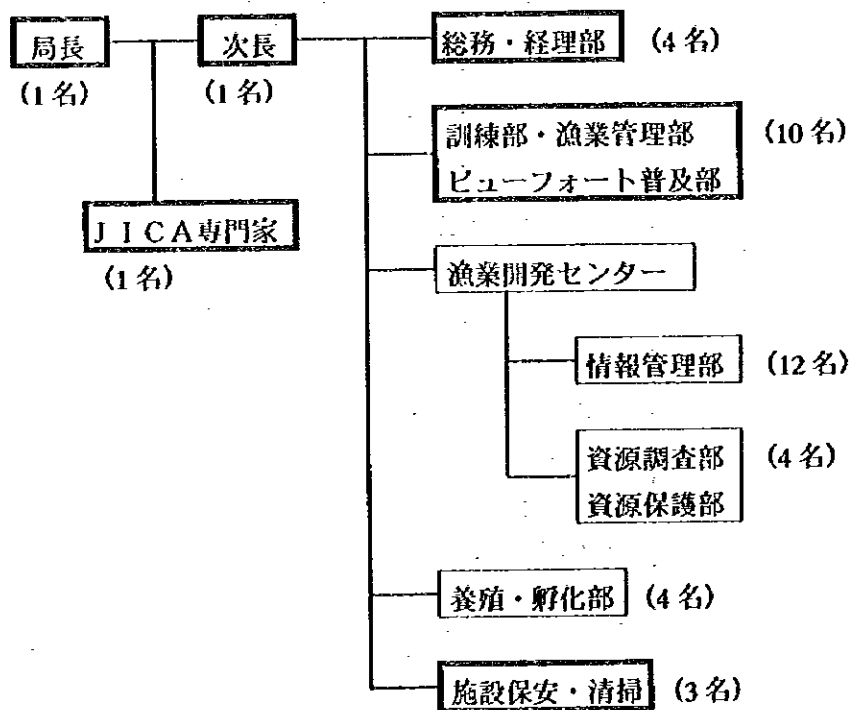 局長
次長
総務・経理部 (4名)
(1名)
(1名)
訓練部・漁業管理部 (10名)
ビューフォート普及部
JICA専門家
(1名)
漁業開発センター
情報管理部 (12名)
資源調査部 (4名)
資源保護部
養殖・孵化部 (4名)
施設保安・清掃 (3名)